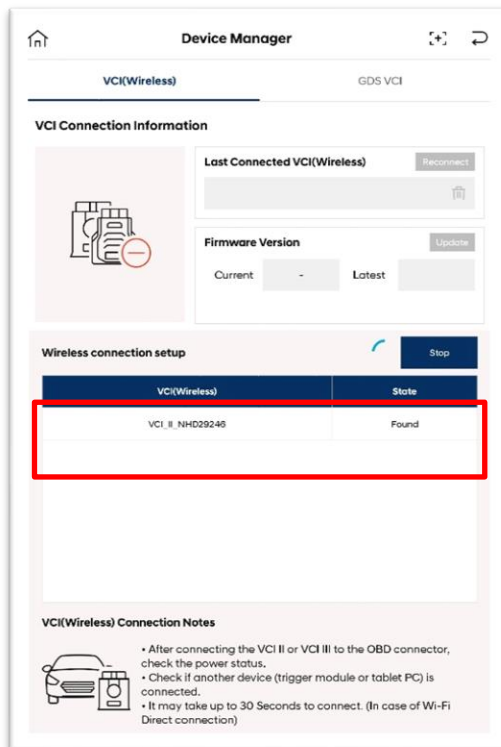 Device Manager
VCI(Wireless)
GDS VCI
VCI Connection Information
Last Connected VCI(Wireless)
Reconnect
Firmware Version
Update
Current
-
Latest
Wireless connection setup
Stop
VCI(Wireless)
State
VCI_II_NHD29246
Found
VCI(Wireless) Connection Notes
• After connecting the VCI II or VCI III to the OBD connector,
check the power status.
• Check if another device (trigger module or tablet PC) is
connected.
• It may take up to 30 Seconds to connect. (In case of Wi-Fi
Direct connection)